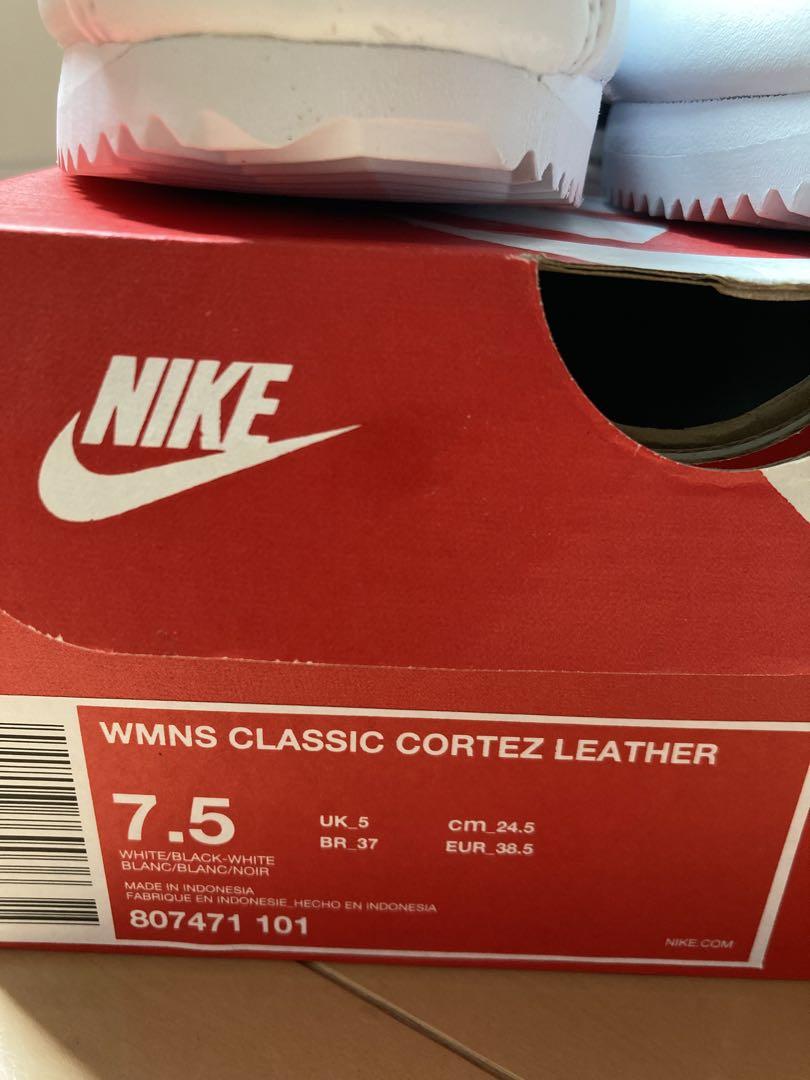 NIKE
WMNS CLASSIC CORTEZ LEATHER
7.5
UK_5
cm_24.5
BR_37
EUR_38.5
WHITE/BLACK-WHITE
BLANC/BLANC/NOIR
MADE IN INDONESIA
FABRIQUE EN INDONESIE_HECHO EN INDONESIA
807471 101
NIKE.COM